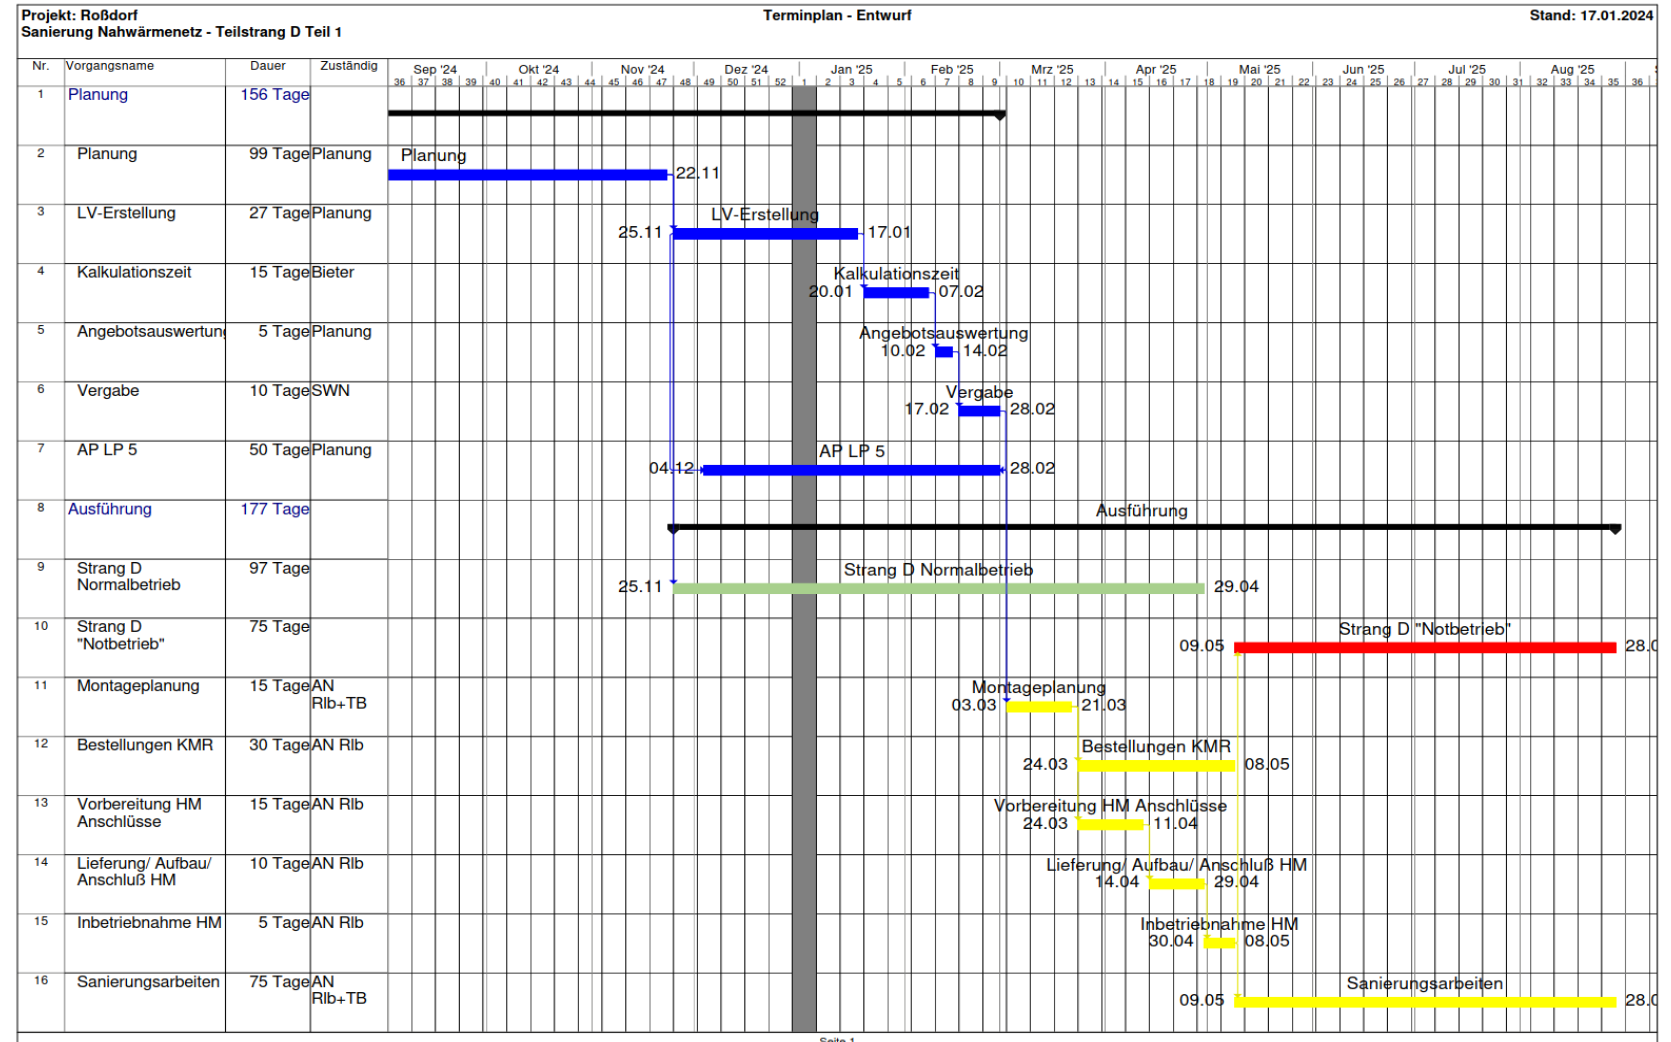 Projekt: Roßdorf Terminplan - Entwurf Stand: 17.01.2024
Sanierung Nahwärmenetz - Teilstrang D Teil 1
Nr. Vorgangsname Dauer Zuständig Sep '24 Okt '24 Nov '24 Dez '24 Jan '25 Feb '25 Mrz '25 Apr '25 Mai '25 Jun '25 Jul '25 Aug '25
36 37 38 39 40 41 42 43 44 45 46 47 48 49 50 51 52 1 2 3 4 5 6 7 8 9 10 11 12 13 14 15 16 17 18 19 20 21 22 23 24 25 26 27 28 29 30 31 32 33 34 35 36
1 Planung 156 Tage
2 Planung 99 Tage Planung Planung
22.11
3 LV-Erstellung 27 Tage Planung LV-Erstellung
25.11 17.01
4 Kalkulationszeit 15 Tage Bieter Kalkulationszeit
20.01 07.02
5 Angebotsauswertung 5 Tage Planung Angebotsauswertung
10.02 14.02
6 Vergabe 10 Tage SWN Vergabe
17.02 28.02
7 AP LP 5 50 Tage Planung AP LP 5
04.12 28.02
8 Ausführung 177 Tage Ausführung
9 Strang D 97 Tage Strang D Normalbetrieb
Normalbetrieb 25.11 29.04
10 Strang D 75 Tage Strang D "Notbetrieb"
"Notbetrieb" 09.05 28.0
11 Montageplanung 15 Tage AN Montageplanung
Rlb+TB 03.03 21.03
12 Bestellungen KMR 30 Tage AN Rlb Bestellungen KMR
24.03 08.05
13 Vorbereitung HM 15 Tage AN Rlb Vorbereitung HM Anschlüsse
Anschlüsse 24.03 11.04
14 Lieferung/ Aufbau/ 10 Tage AN Rlb Lieferung/ Aufbau/ Anschluß HM
Anschluß HM 14.04 29.04
15 Inbetriebnahme HM 5 Tage AN Rlb Inbetriebnahme HM
30.04 08.05
16 Sanierungsarbeiten 75 Tage AN Sanierungsarbeiten
Rlb+TB 09.05 28.0
Seite 1